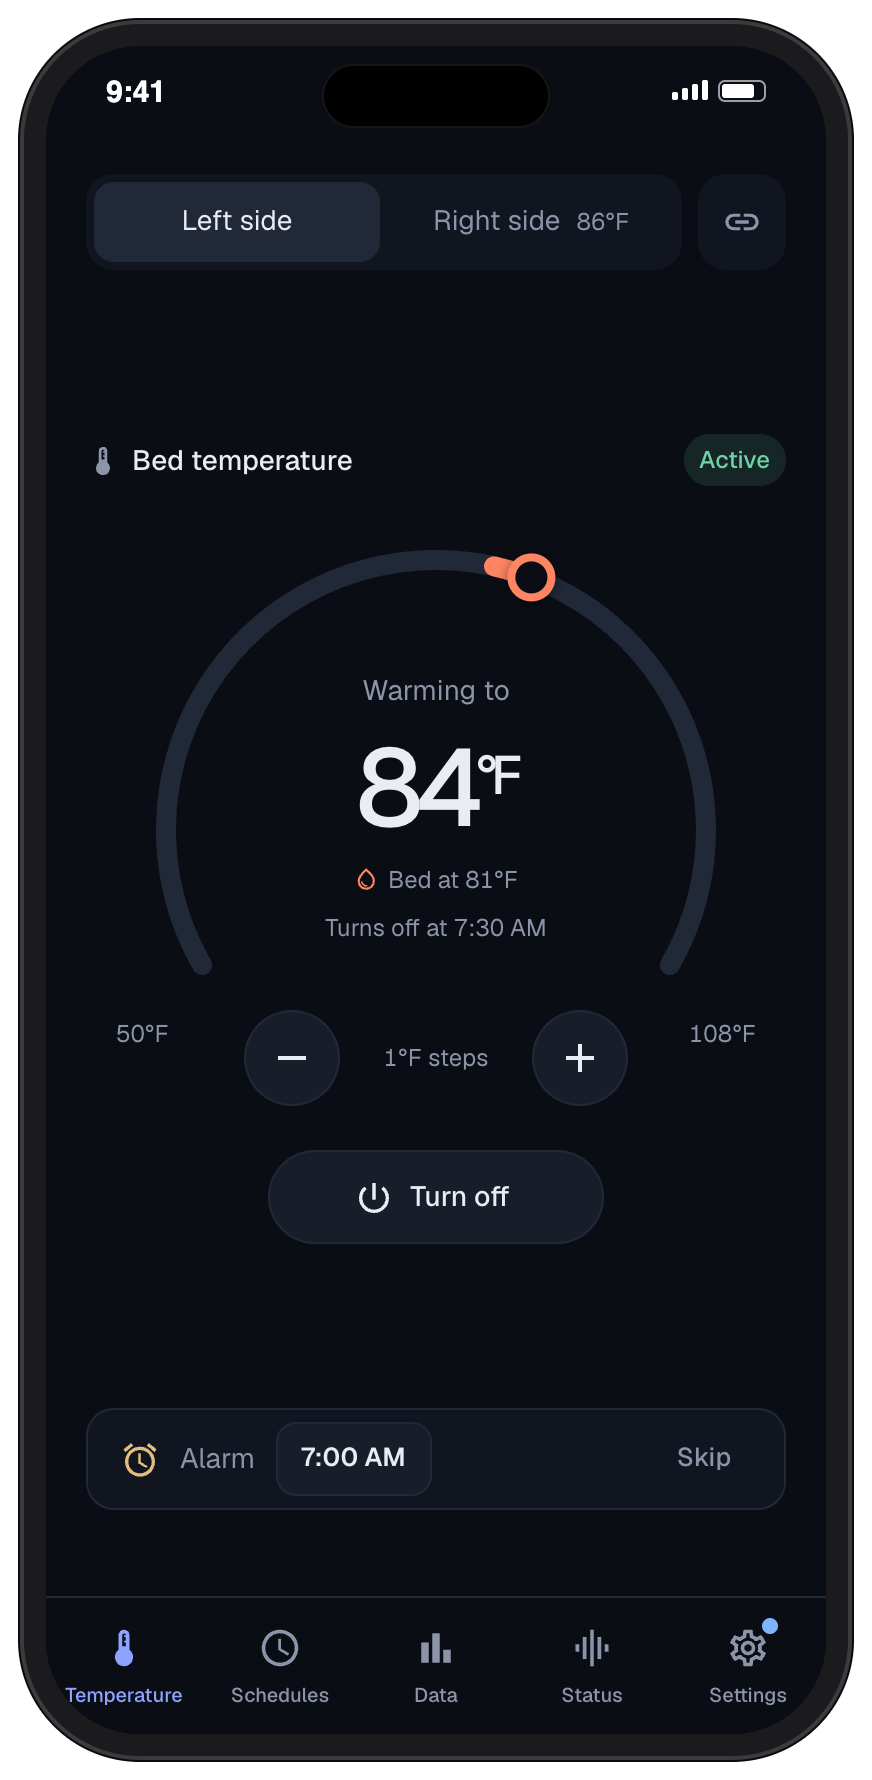 9:41
Left side
Right side 86°F
Bed temperature
Active
Warming to
84°F
Bed at 81°F
Turns off at 7:30 AM
50°F
1°F steps
108°F
Turn off
Alarm
7:00 AM
Skip
Temperature
Schedules
Data
Status
Settings